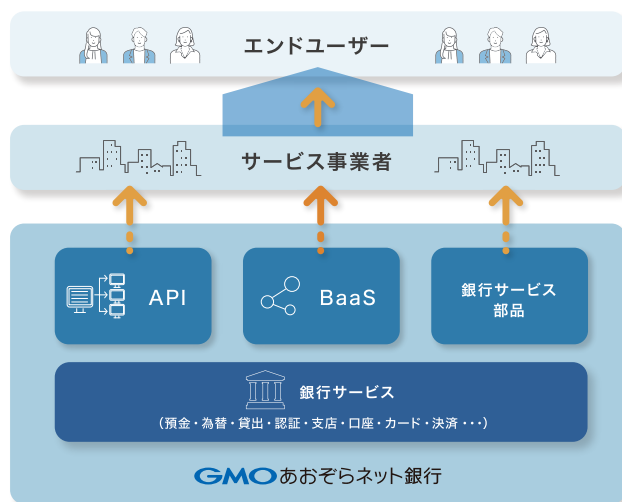 エンドユーザー
サービス事業者
API
BaaS
銀行サービス
部品
銀行サービス
（預金・為替・貸出・認証・支店・口座・カード・決済・・・）
GMOあおぞらネット銀行